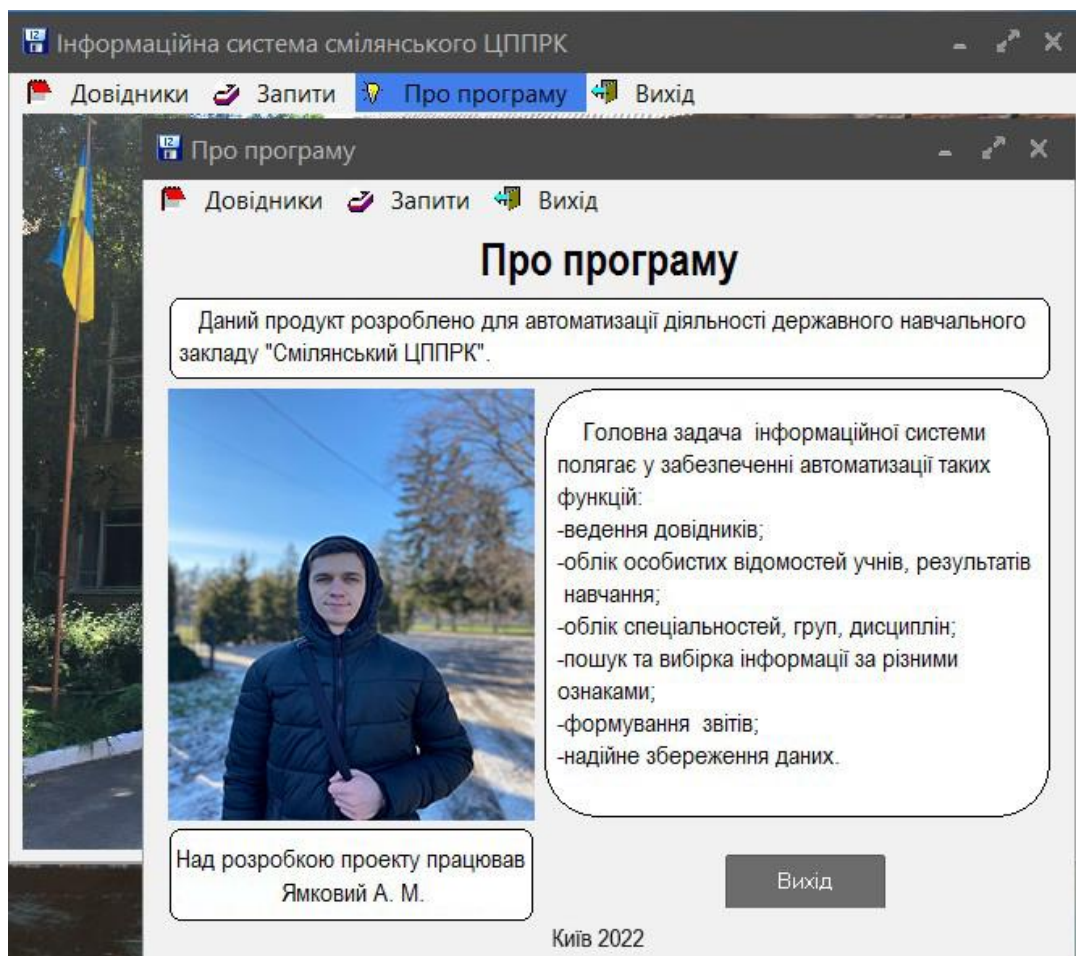 Інформаційна система смілянського ЦППРК
Довідники Запити Про програму Вихід
Про програму
Довідники Запити Вихід
Про програму
Даний продукт розроблено для автоматизації діяльності державного навчального
закладу "Смілянський ЦППРК".
Головна задача інформаційної системи
полягає у забезпеченні автоматизації таких
функцій:
-ведення довідників;
-облік особистих відомостей учнів, результатів
навчання;
-облік спеціальностей, груп, дисциплін;
-пошук та вибірка інформації за різними
ознаками;
-формування звітів;
-надійне збереження даних.
Над розробкою проекту працював
Ямковий А. М.
Вихід
Київ 2022